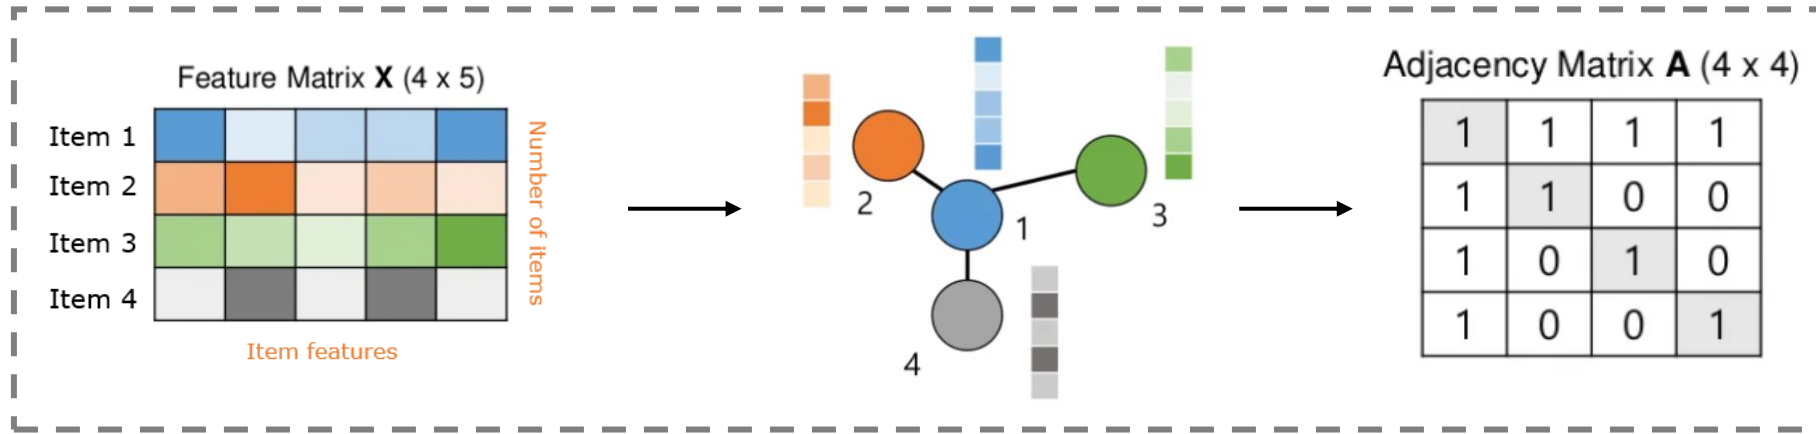 Feature Matrix X (4 x 5)
Item 1
Item 2
Item 3
Item 4
Number of items
Item features
2
1
3
4
Adjacency Matrix A (4 x 4)
1 1 1 1
1 1 0 0
1 0 1 0
1 0 0 1